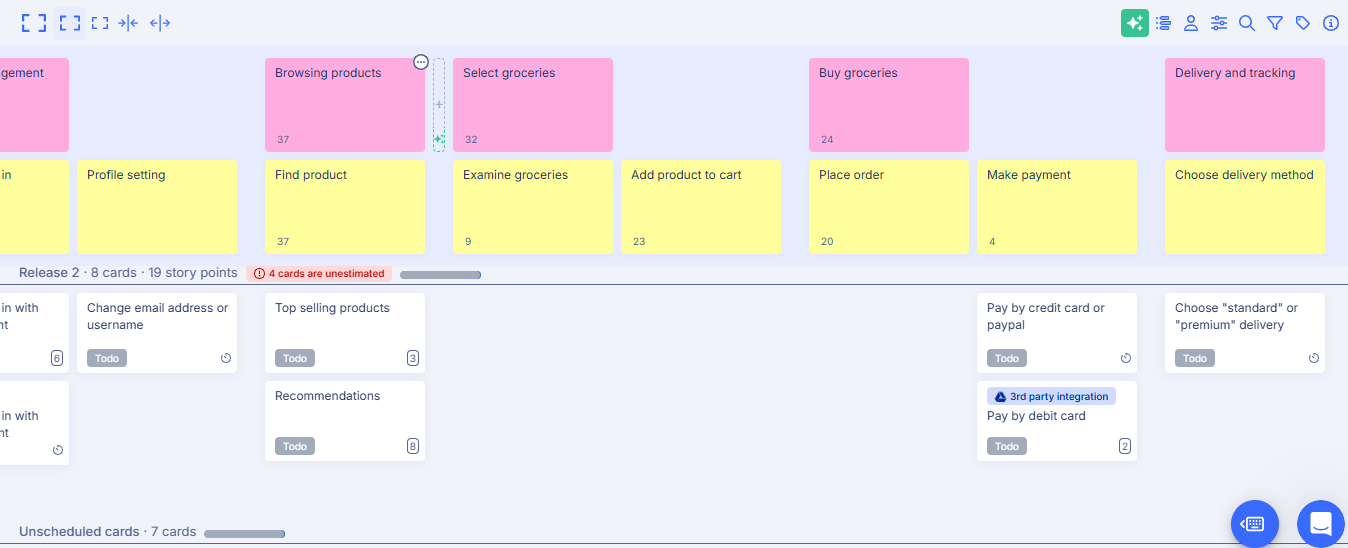 gement
Browsing products
37
Select groceries
32
Buy groceries
24
Delivery and tracking
in
Profile setting
Find product
37
Examine groceries
9
Add product to cart
23
Place order
20
Make payment
4
Choose delivery method
Release 2 · 8 cards · 19 story points
4 cards are unestimated
in with
nt
6
Change email address or
username
Todo
Top selling products
Todo
3
Pay by credit card or
paypal
Todo
Choose "standard" or
"premium" delivery
Todo
in with
nt
Recommendations
Todo
8
3rd party integration
Pay by debit card
Todo
2
Unscheduled cards · 7 cards